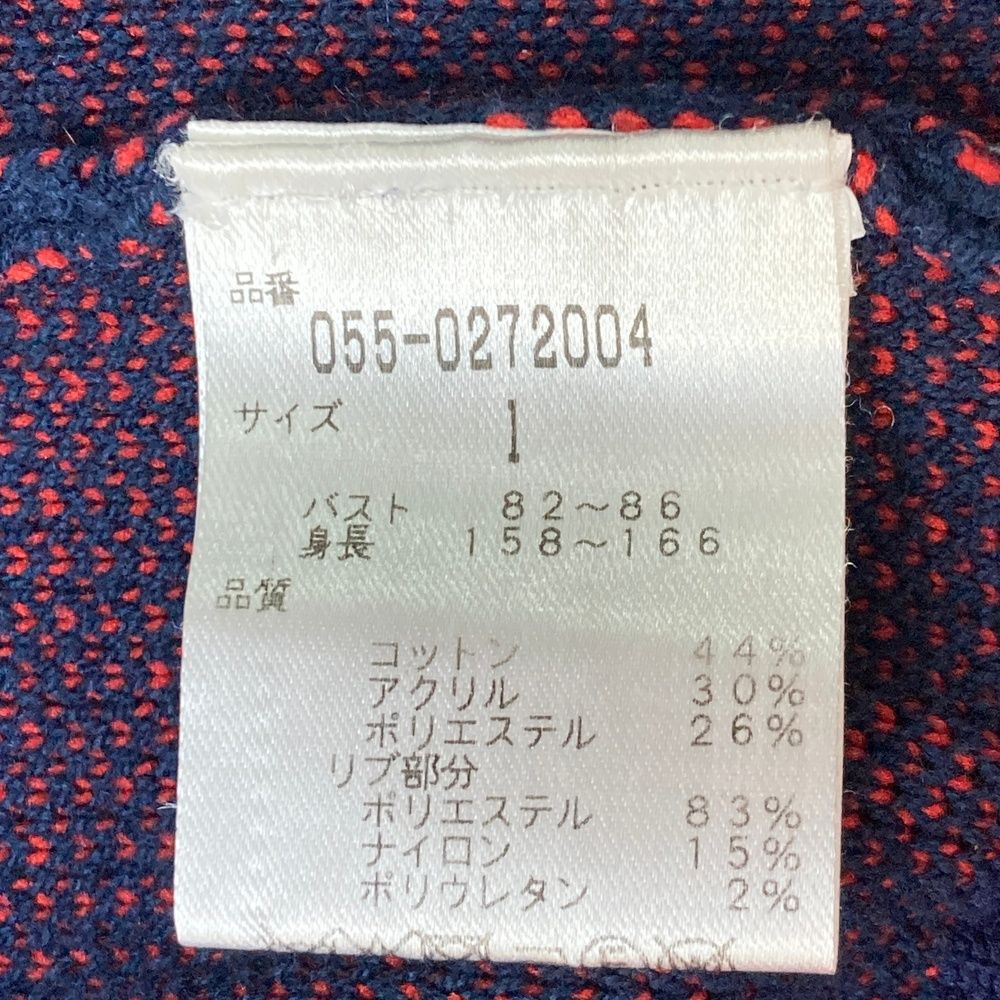 品番
055-0272004
サイズ 1
バスト 82～86
身長 158～166
品質
コットン 44%
アクリル 30%
ポリエステル 26%
リブ部分
ポリエステル 83%
ナイロン 15%
ポリウレタン 2%